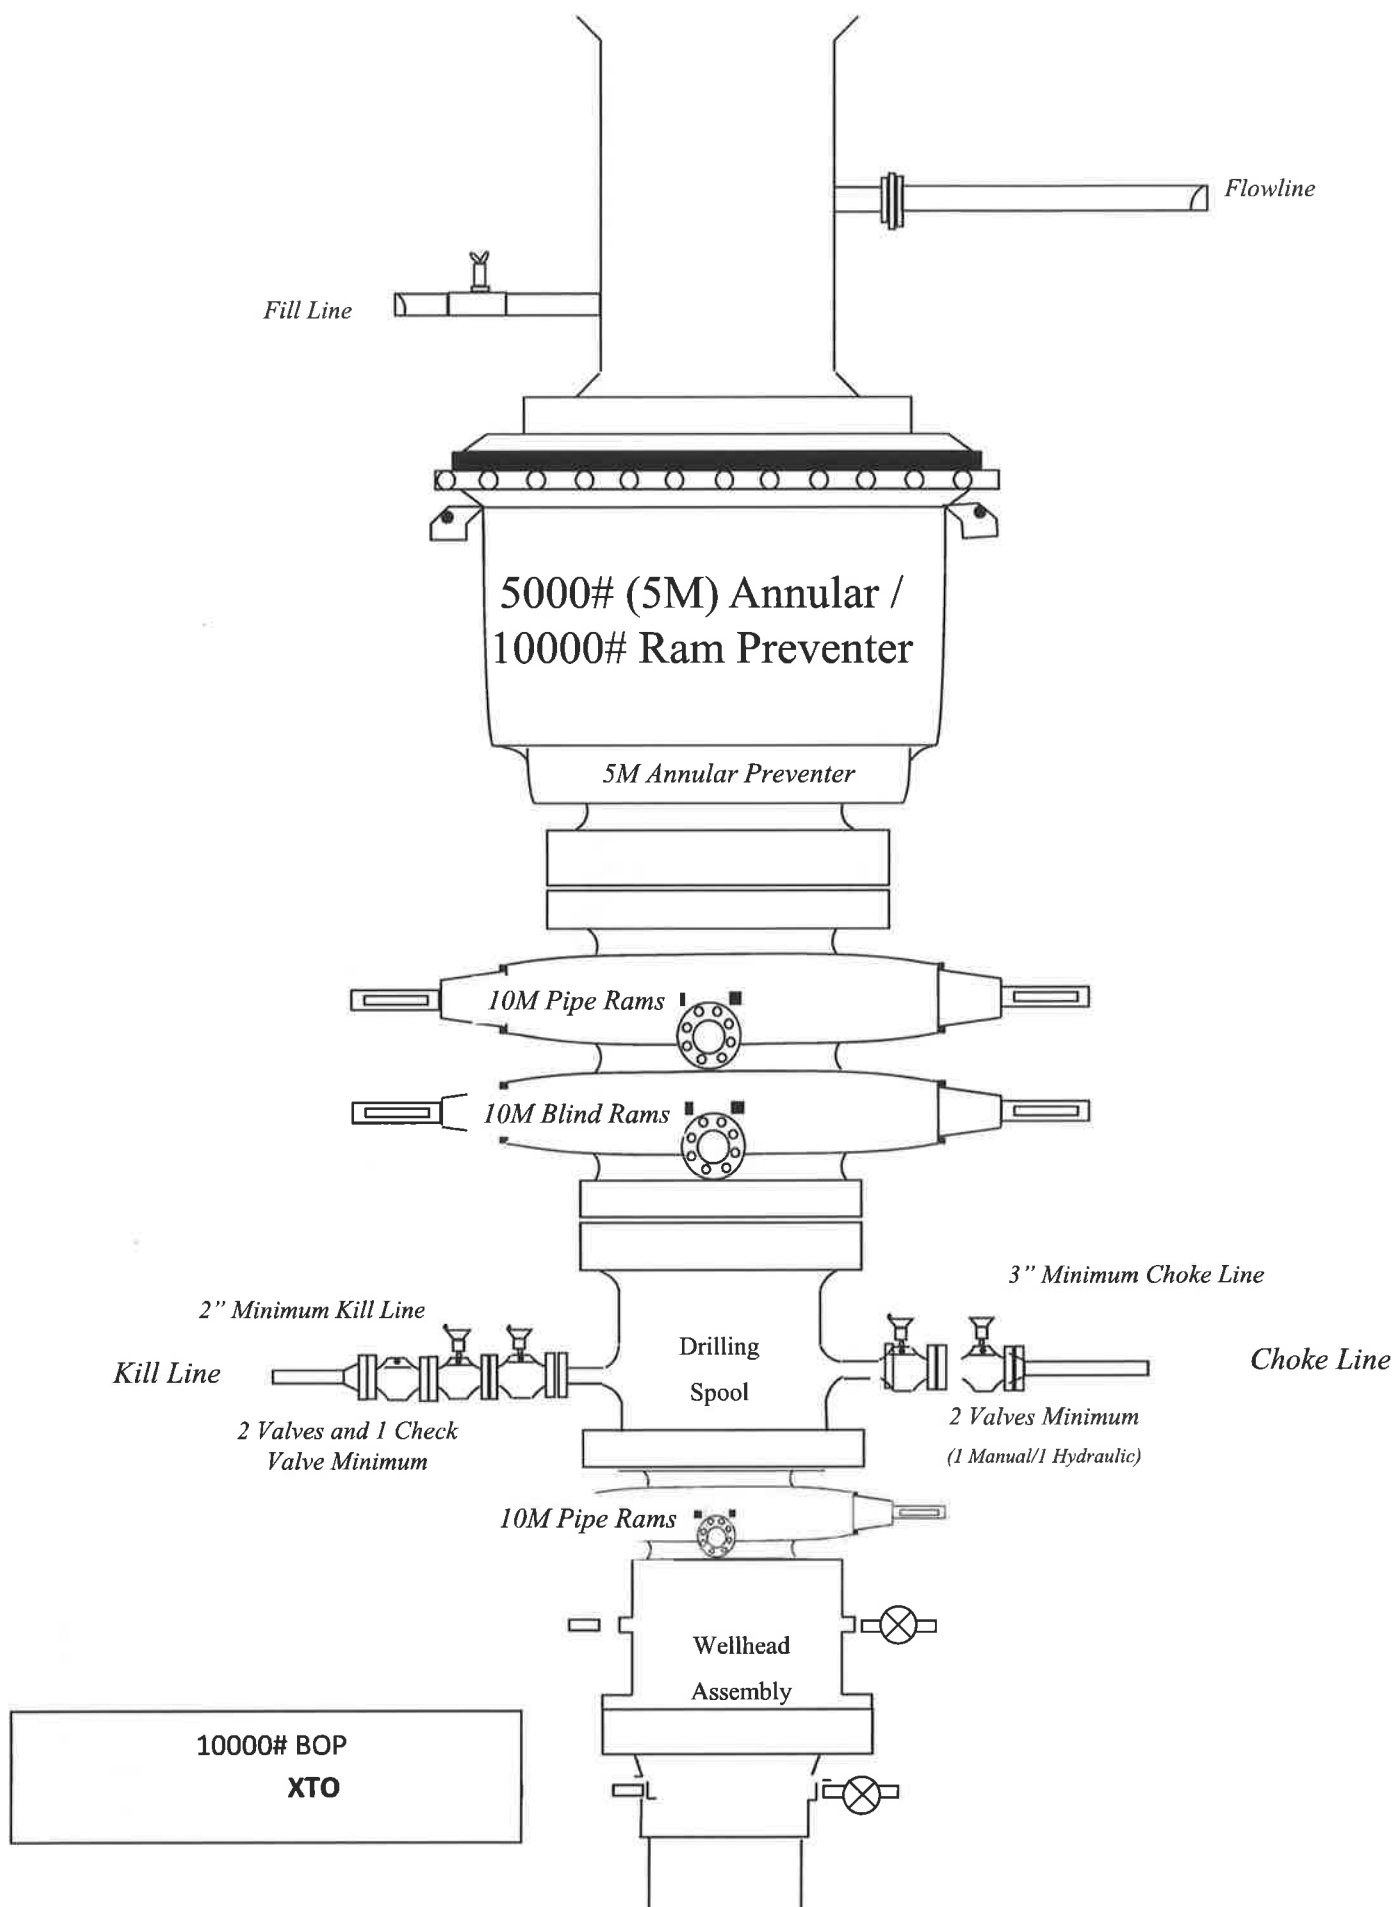 Flowline
Fill Line
5000# (5M) Annular /
10000# Ram Preventer
5M Annular Preventer
10M Pipe Rams
10M Blind Rams
3” Minimum Choke Line
2” Minimum Kill Line
Drilling
Spool
Kill Line
Choke Line
2 Valves and 1 Check
Valve Minimum
2 Valves Minimum
(1 Manual/1 Hydraulic)
10M Pipe Rams
Wellhead
Assembly
10000# BOP
XTO